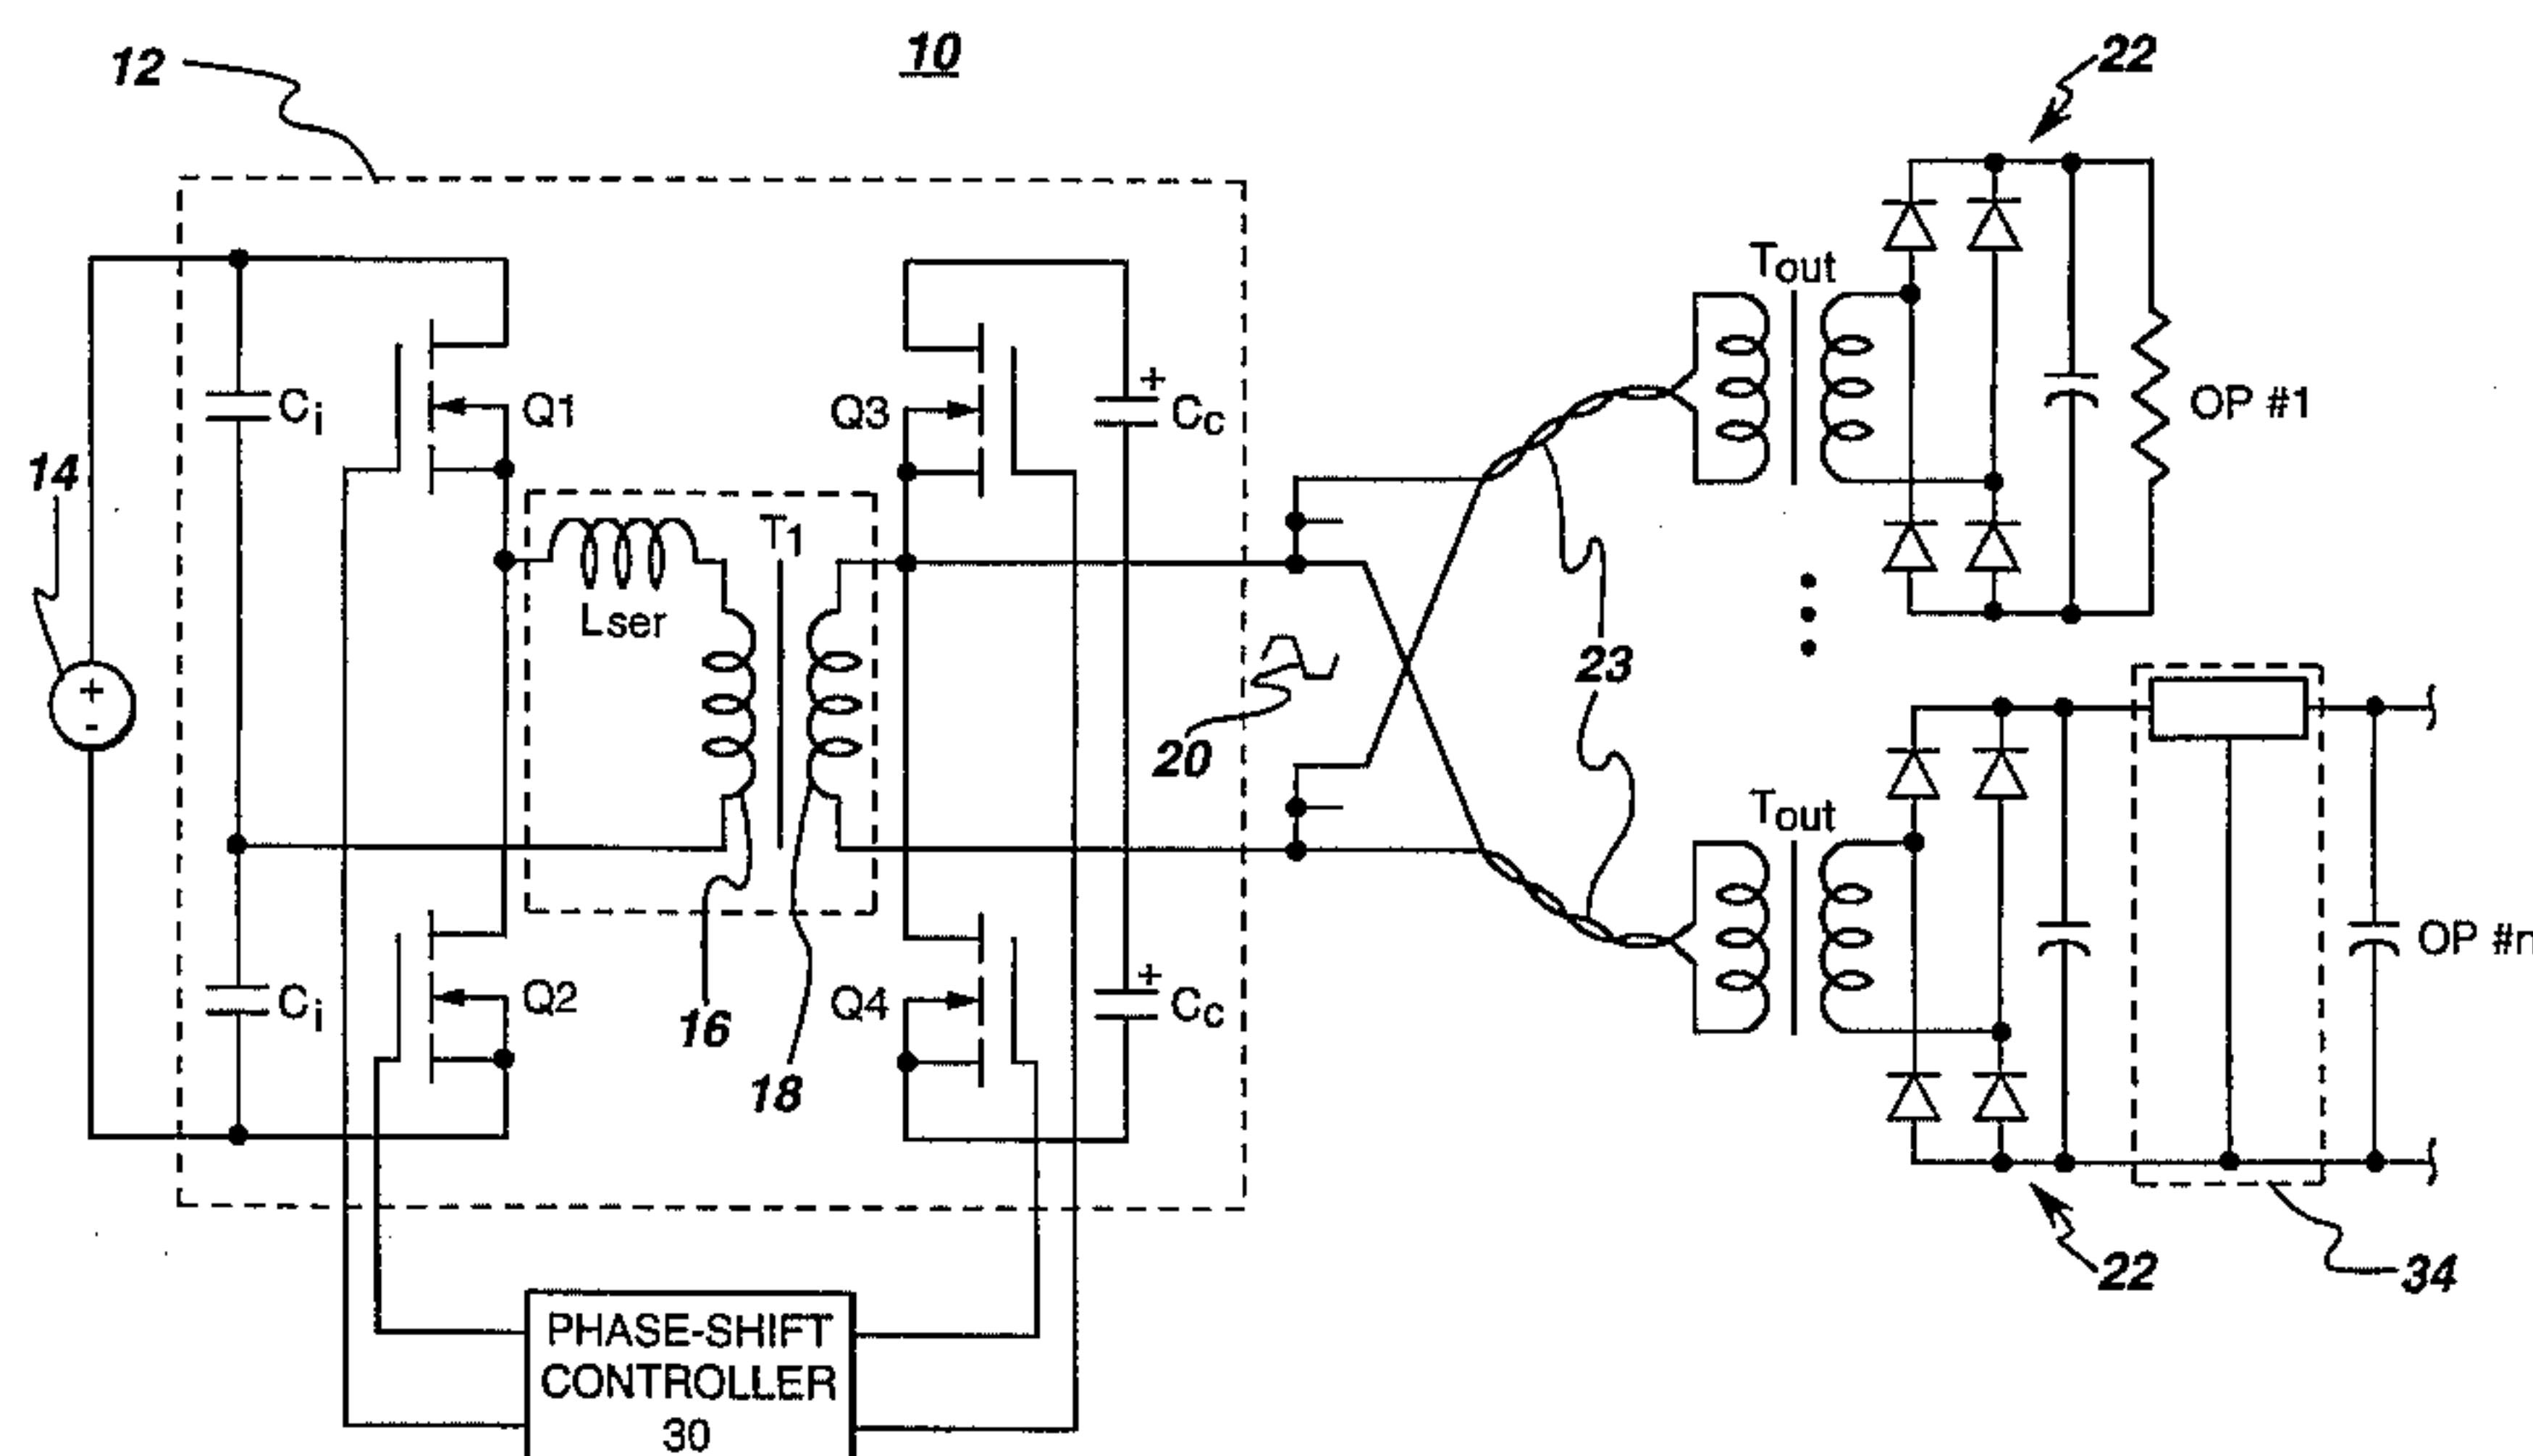 10
12
22
Tout
Ci
Q1
Q3
+
Cc
OP #1
14
T1
Lser
+
-
20
23
Tout
Ci
Q2
16
18
Q4
+
Cc
OP #n
22
34
PHASE-SHIFT
CONTROLLER
30